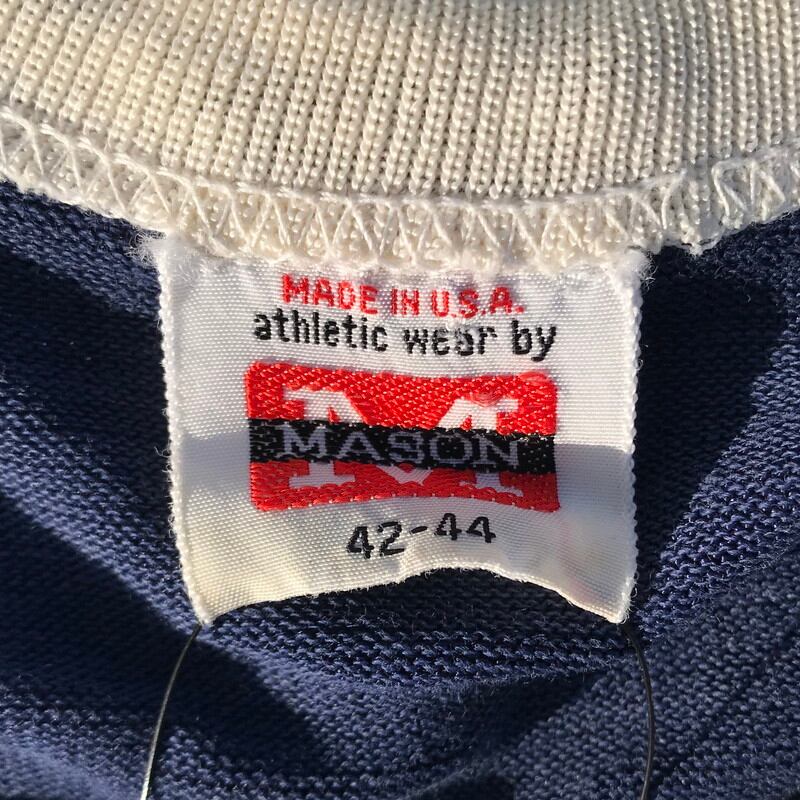 MADE IN U.S.A.
athletic wear by
M
MASON
42-44